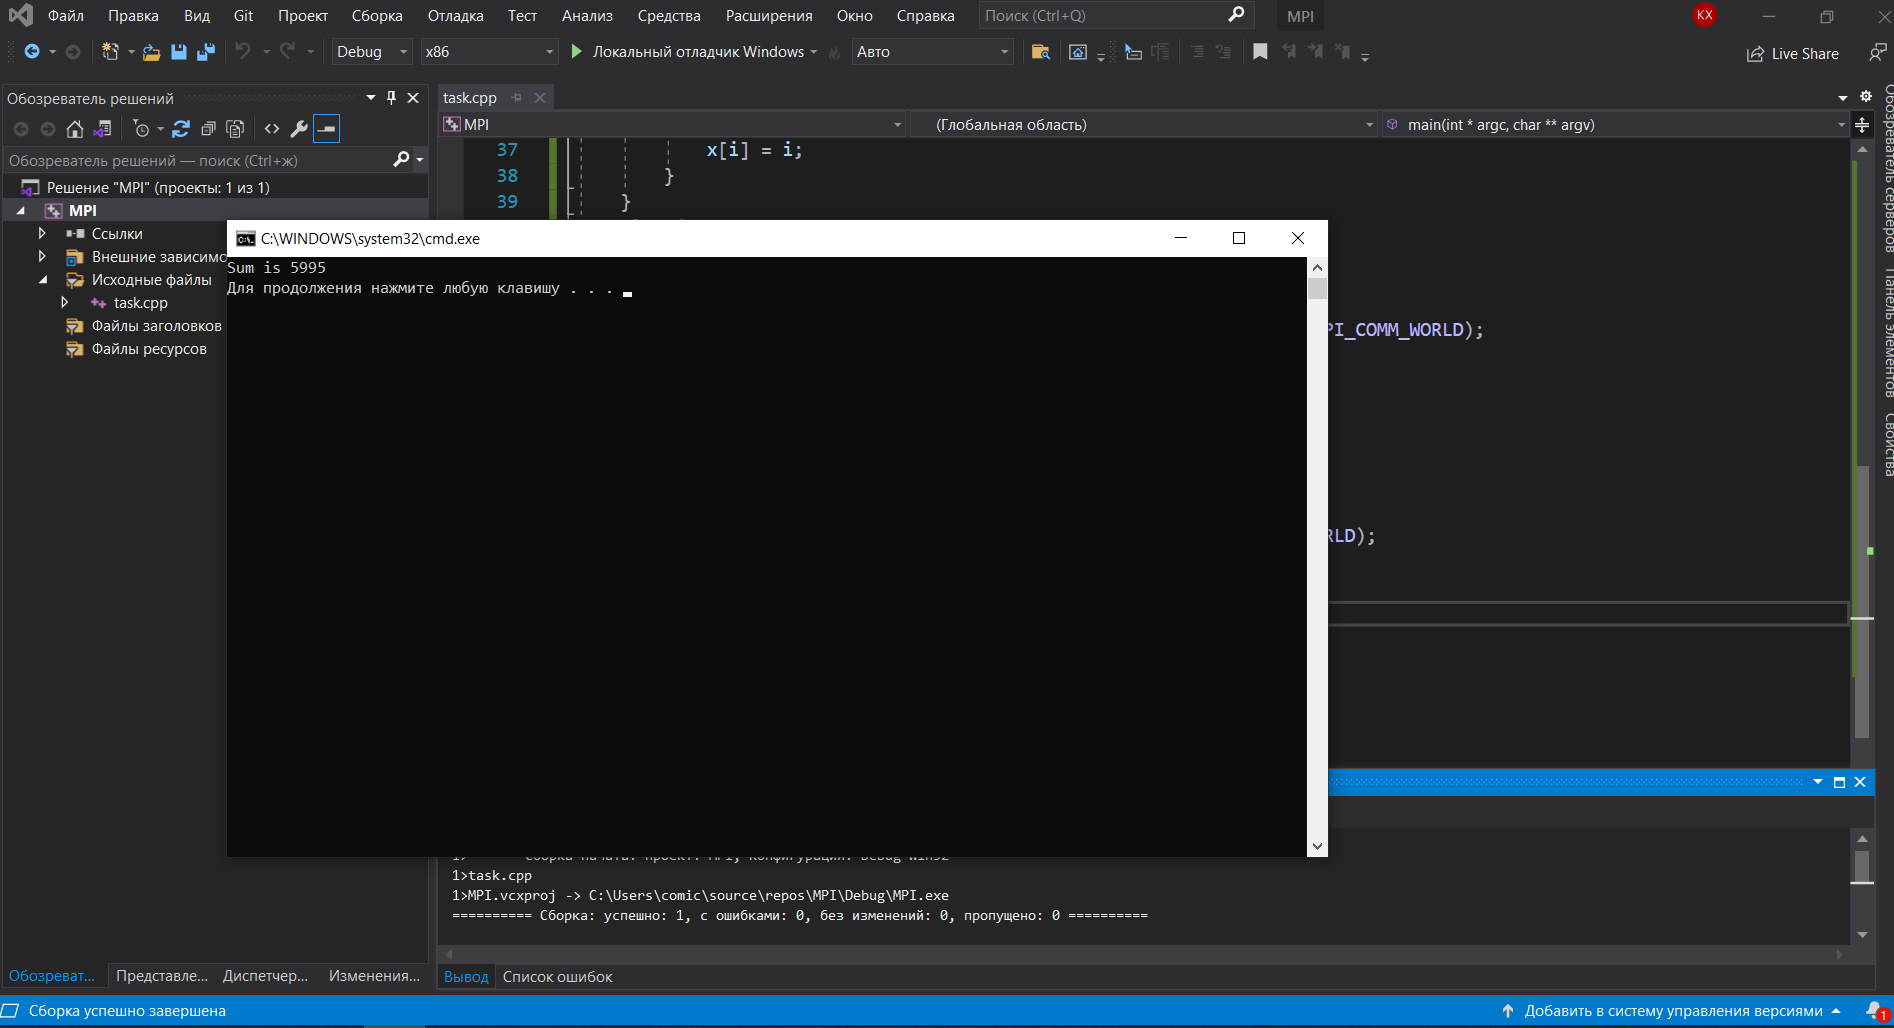 Файл Правка Вид Git Проект Сборка Отладка Тест Анализ Средства Расширения Окно Справка Поиск (Ctrl+Q) MPI KX
Debug x86 Локальный отладчик Windows Авто Live Share
Обозреватель решений
task.cpp
MPI (Глобальная область) main(int * argc, char ** argv)
Обозреватель решений — поиск (Ctrl+ж)
Решение "MPI" (проекты: 1 из 1)
MPI
Ссылки
Внешние зависимо
Исходные файлы
task.cpp
Файлы заголовков
Файлы ресурсов
37 x[i] = i;
38 }
39 }
C:\WINDOWS\system32\cmd.exe
Sum is 5995
Для продолжения нажмите любую клавишу . . .
PI_COMM_WORLD);
RLD);
1>task.cpp
1>MPI.vcxproj -> C:\Users\comic\source\repos\MPI\Debug\MPI.exe
========== Сборка: успешно: 1, с ошибками: 0, без изменений: 0, пропущено: 0 ==========
Обозреват... Представле... Диспетчер... Изменения...
Вывод Список ошибок
Сборка успешно завершена
Добавить в систему управления версиями 1
Обозреватель серверов
Панель элементов
Свойства